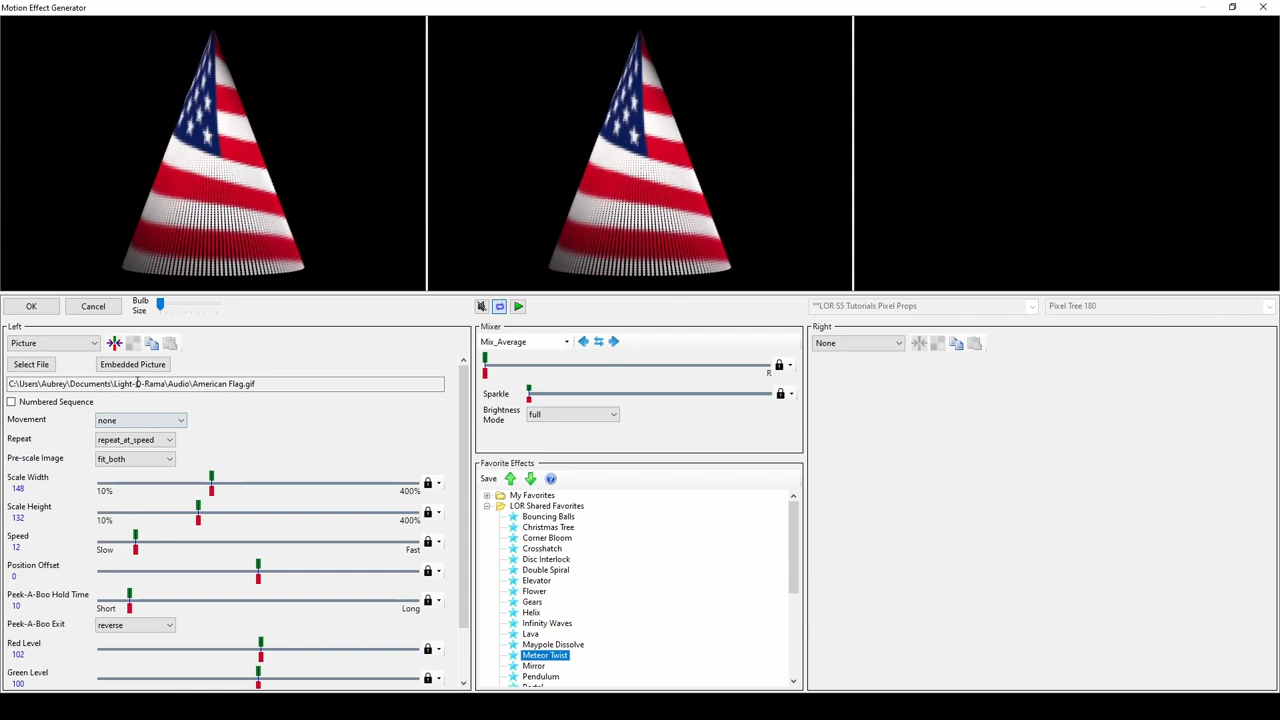 Motion Effect Generator
OK
Cancel
Bulb
Size
**LOR S5 Tutorials Pixel Props
Pixel Tree 180
Left
Picture
Select File
Embedded Picture
C:\Users\Aubrey\Documents\Light-O-Rama\Audio\American Flag.gif
Numbered Sequence
Movement
none
Repeat
repeat_at_speed
Pre-scale Image
fit_both
Scale Width
148
10%
400%
Scale Height
132
10%
400%
Speed
12
Slow
Fast
Position Offset
0
Peek-A-Boo Hold Time
10
Short
Long
Peek-A-Boo Exit
reverse
Red Level
102
Green Level
100
Mixer
Mix_Average
R
Sparkle
Brightness
Mode
full
Favorite Effects
Save
My Favorites
LOR Shared Favorites
Bouncing Balls
Christmas Tree
Corner Bloom
Crosshatch
Disc Interlock
Double Spiral
Elevator
Flower
Gears
Helix
Infinity Waves
Lava
Maypole Dissolve
Meteor Twist
Mirror
Pendulum
Right
None